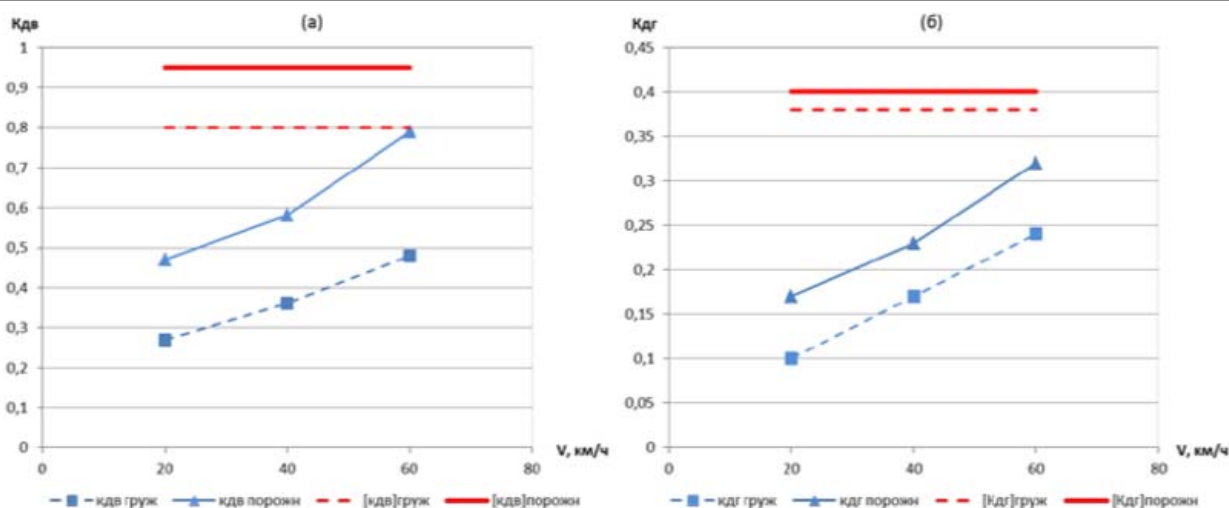 Кдв
(а)
1
0,9
0,8
0,7
0,6
0,5
0,4
0,3
0,2
0,1
0
0 20 40 60 80
V, км/ч
кдв груж кдв порожн [кдв]груж [кдв]порожн
Кдг
(б)
0,45
0,4
0,35
0,3
0,25
0,2
0,15
0,1
0,05
0
0 20 40 60 80
V, км/ч
кдг груж кдг порожн [Кдг]груж [Кдг]порожн